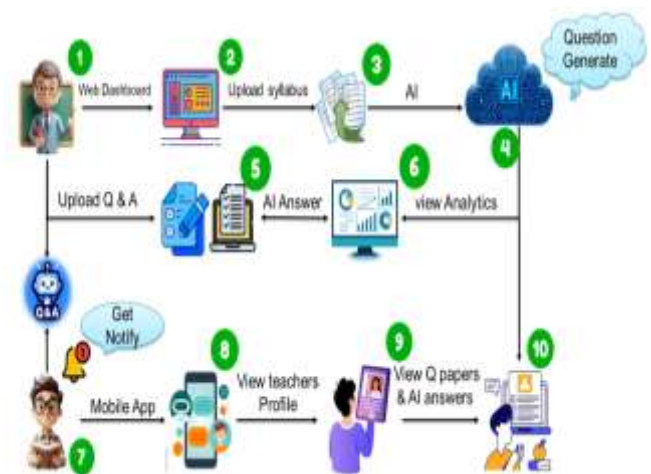 1
Web Dashboard
2
Upload syllabus
3
AI
AI
Question
Generate
4
Upload Q & A
5
AI Answer
6
view Analytics
Q&A
Get
Notify
7
Mobile App
8
View teachers
Profile
9
View Q papers
& AI answers
10